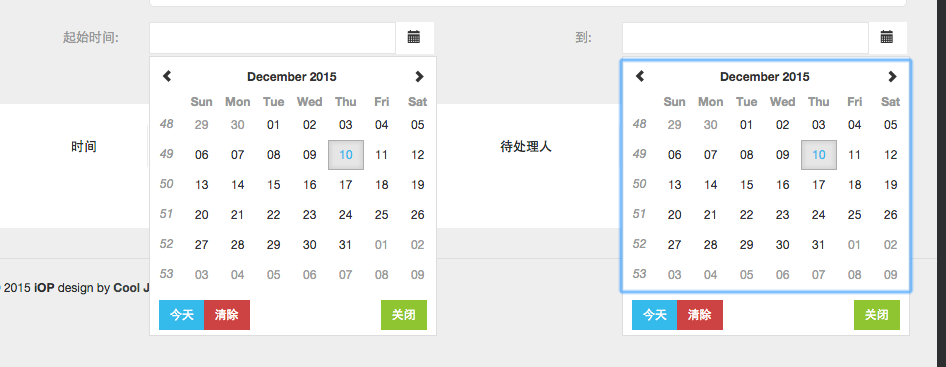 起始时间:
到:
December 2015
Sun Mon Tue Wed Thu Fri Sat
48 29 30 01 02 03 04 05
49 06 07 08 09 10 11 12
50 13 14 15 16 17 18 19
51 20 21 22 23 24 25 26
52 27 28 29 30 31 01 02
53 03 04 05 06 07 08 09
今天 清除 关闭
December 2015
Sun Mon Tue Wed Thu Fri Sat
48 29 30 01 02 03 04 05
49 06 07 08 09 10 11 12
50 13 14 15 16 17 18 19
51 20 21 22 23 24 25 26
52 27 28 29 30 31 01 02
53 03 04 05 06 07 08 09
今天 清除 关闭
时间
待处理人
2015 iOP design by Cool J